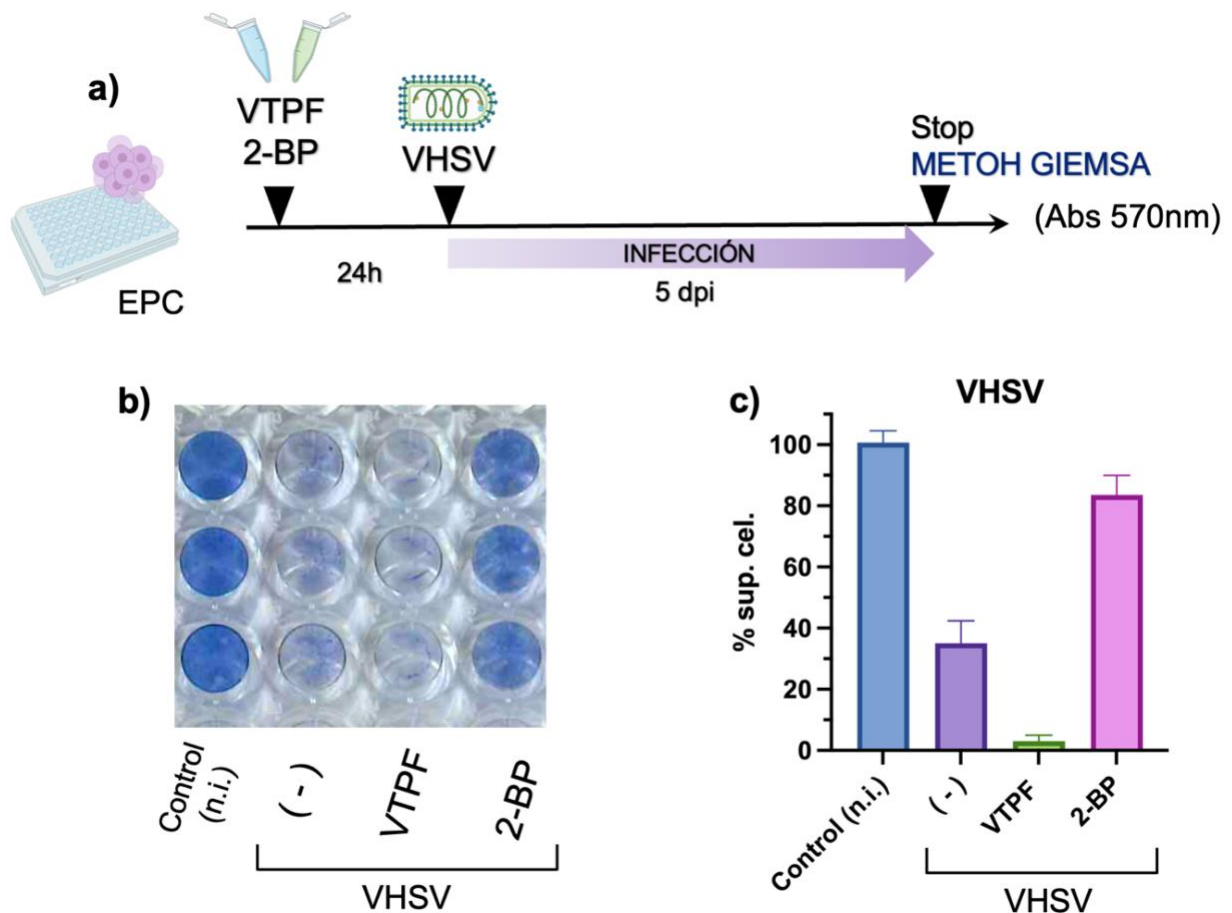 a)
VTPF
2-BP
VHSV
Stop
METOH GIEMSA
(Abs 570nm)
INFECCIÓN
24h
5 dpi
EPC
b)
Control
(n.i.)
( - )
VTPF
2-BP
VHSV
c)
VHSV
% sup. cel.
100
80
60
40
20
0
Control (n.i.)
( - )
VTPF
2-BP
VHSV